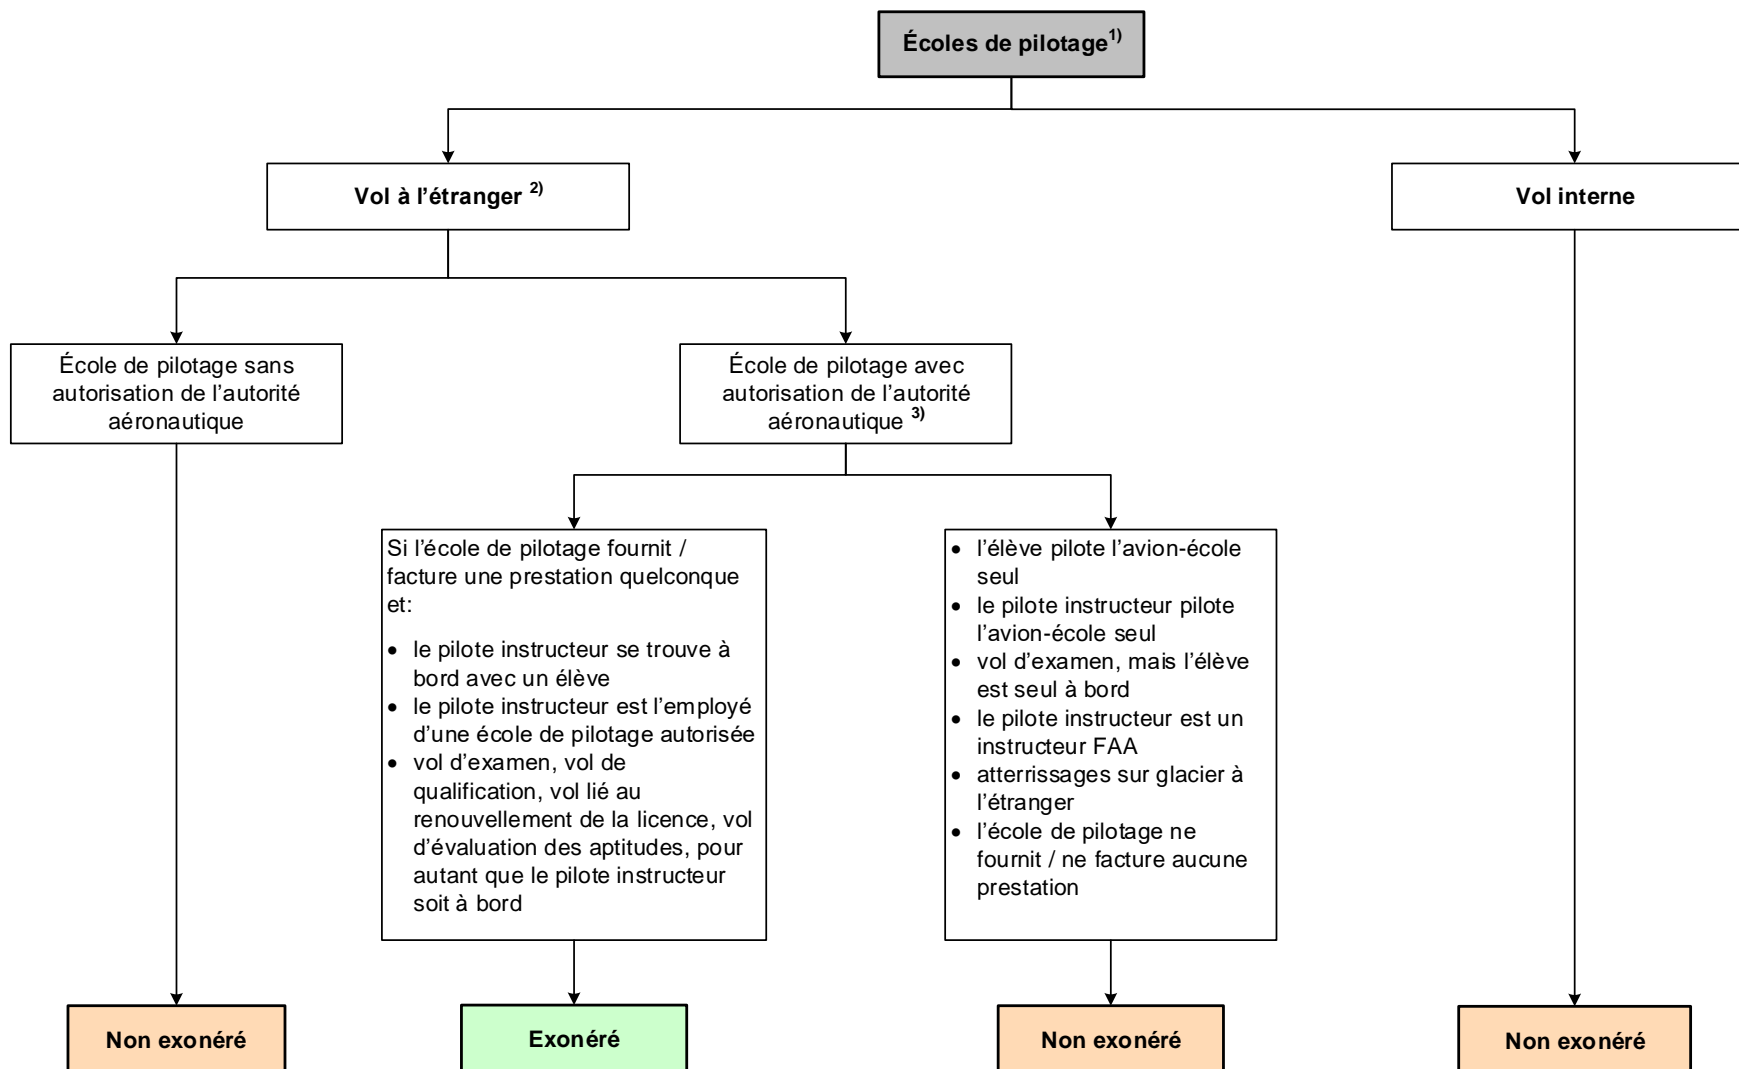 Écoles de pilotage1)
Vol à l’étranger 2)
Vol interne
École de pilotage sans
autorisation de l’autorité
aéronautique
École de pilotage avec
autorisation de l’autorité
aéronautique 3)
Si l’école de pilotage fournit /
facture une prestation quelconque
et:
• le pilote instructeur se trouve à
bord avec un élève
• le pilote instructeur est l’employé
d’une école de pilotage autorisée
• vol d’examen, vol de
qualification, vol lié au
renouvellement de la licence, vol
d’évaluation des aptitudes, pour
autant que le pilote instructeur
soit à bord
• l’élève pilote l’avion-école
seul
• le pilote instructeur pilote
l’avion-école seul
• vol d’examen, mais l’élève
est seul à bord
• le pilote instructeur est un
instructeur FAA
• atterrissages sur glacier à
l’étranger
• l’école de pilotage ne
fournit / ne facture aucune
prestation
Non exonéré
Exonéré
Non exonéré
Non exonéré